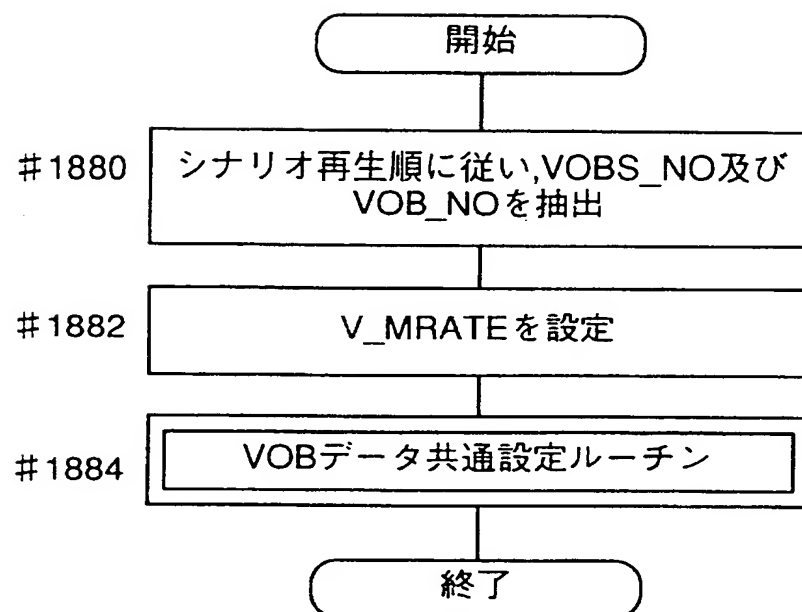 開始
#1880
シナリオ再生順に従い,VOBS_NO及び
VOB_NOを抽出
#1882
V_MRATEを設定
#1884
VOBデータ共通設定ルーチン
終了